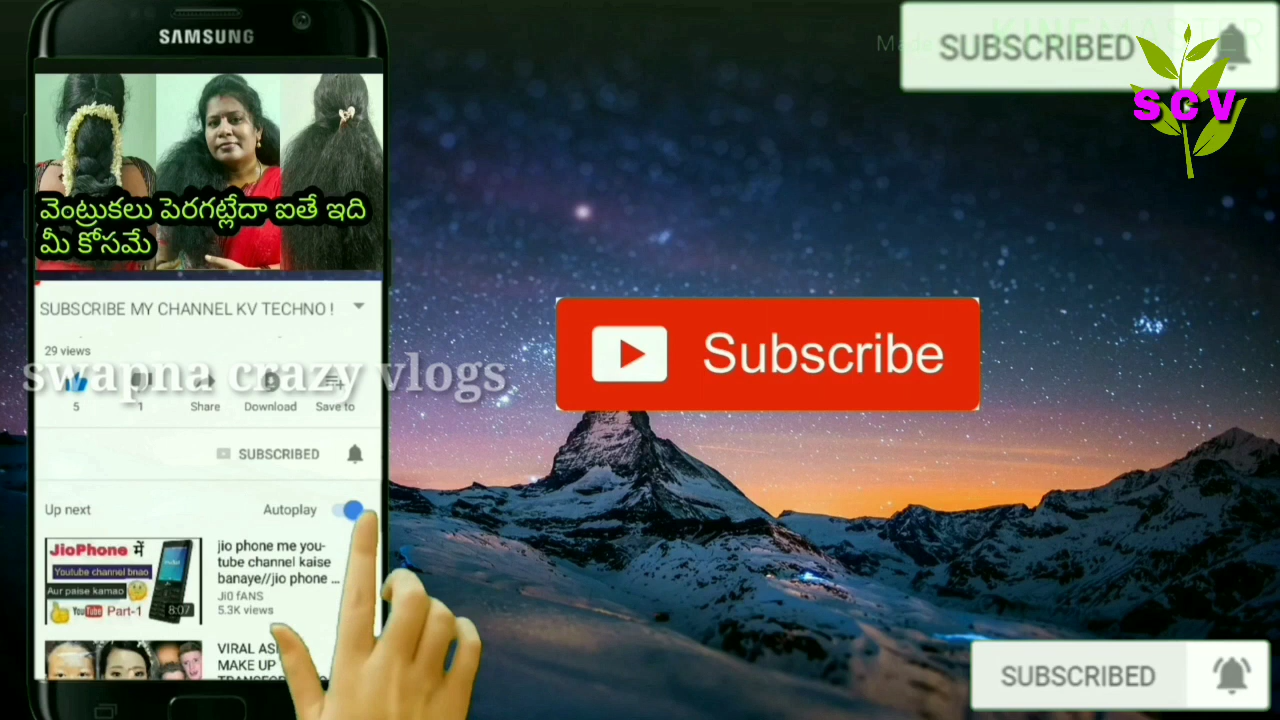 SAMSUNG
వెంట్రుకలు పెరగట్లేదా ఐతే ఇది
మీ కోసమే
SUBSCRIBE MY CHANNEL KV TECHNO !
29 views
swapna crazy vlogs
5
1
Share
Download
Save to
SUBSCRIBED
Up next
Autoplay
JioPhone में
Youtube channel bnao
Aur paise kamao
YouTube Part-1
8:07
jio phone me you-
tube channel kaise
banaye//jio phone ...
Ji0 fANS
5.3K views
VIRAL
MAKE UP
Subscribe
KINEMASTER
SUBSCRIBED
SCV
SUBSCRIBED